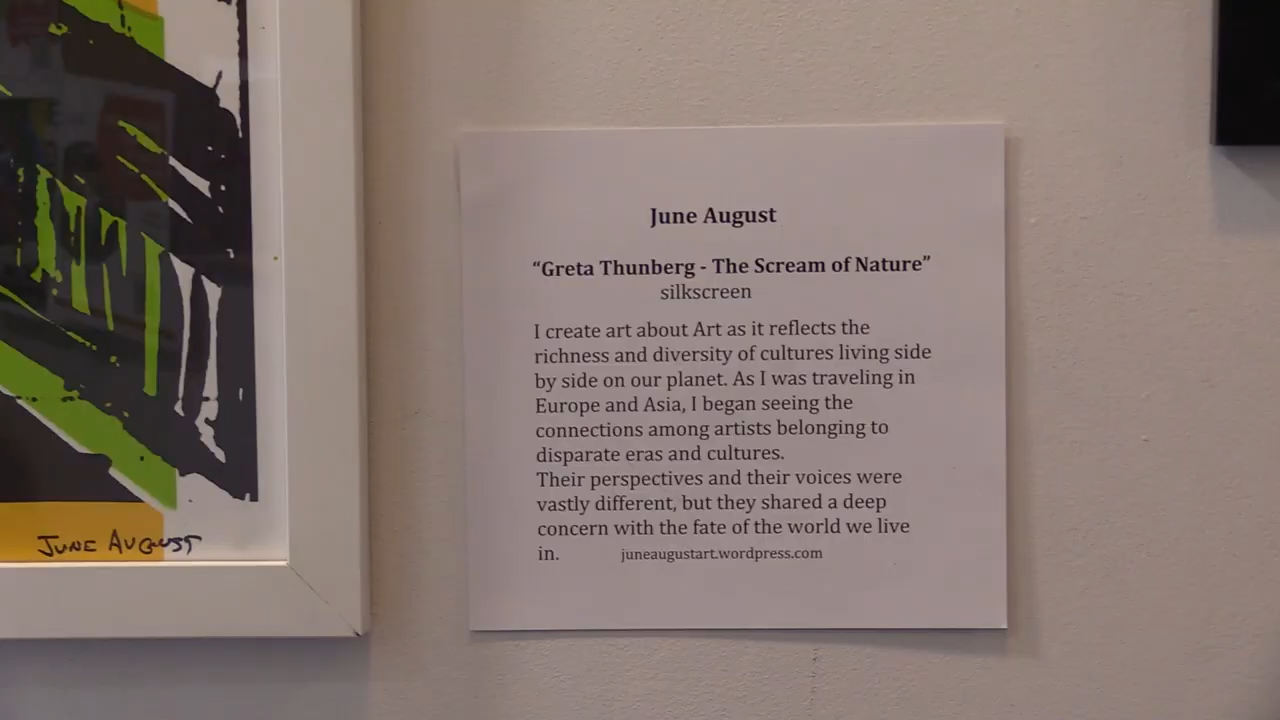 June August
“Greta Thunberg - The Scream of Nature”
silkscreen
I create art about Art as it reflects the
richness and diversity of cultures living side
by side on our planet. As I was traveling in
Europe and Asia, I began seeing the
connections among artists belonging to
disparate eras and cultures.
Their perspectives and their voices were
vastly different, but they shared a deep
concern with the fate of the world we live
in. juneaugustart.wordpress.com
JUNE AUGUST